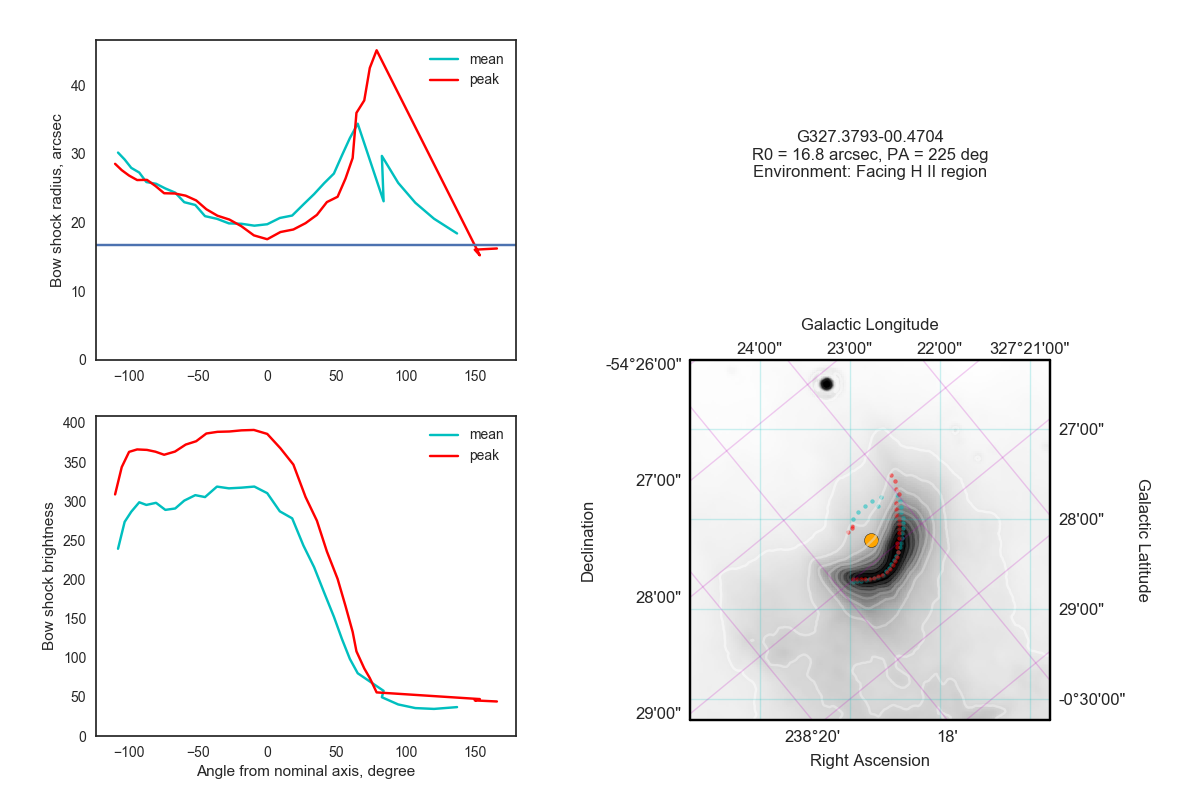 mean
peak
40
30
20
10
0
Bow shock radius, arcsec
−100 −50 0 50 100 150
G327.3793-00.4704
R0 = 16.8 arcsec, PA = 225 deg
Environment: Facing H II region
mean
peak
400
350
300
250
200
150
100
50
0
Bow shock brightness
−100 −50 0 50 100 150
Angle from nominal axis, degree
Galactic Longitude
24'00" 23'00" 22'00" 327°21'00"
-54°26'00"
27'00"
28'00"
29'00"
Declination
27'00"
28'00"
29'00"
-0°30'00"
Galactic Latitude
238°20' 18'
Right Ascension